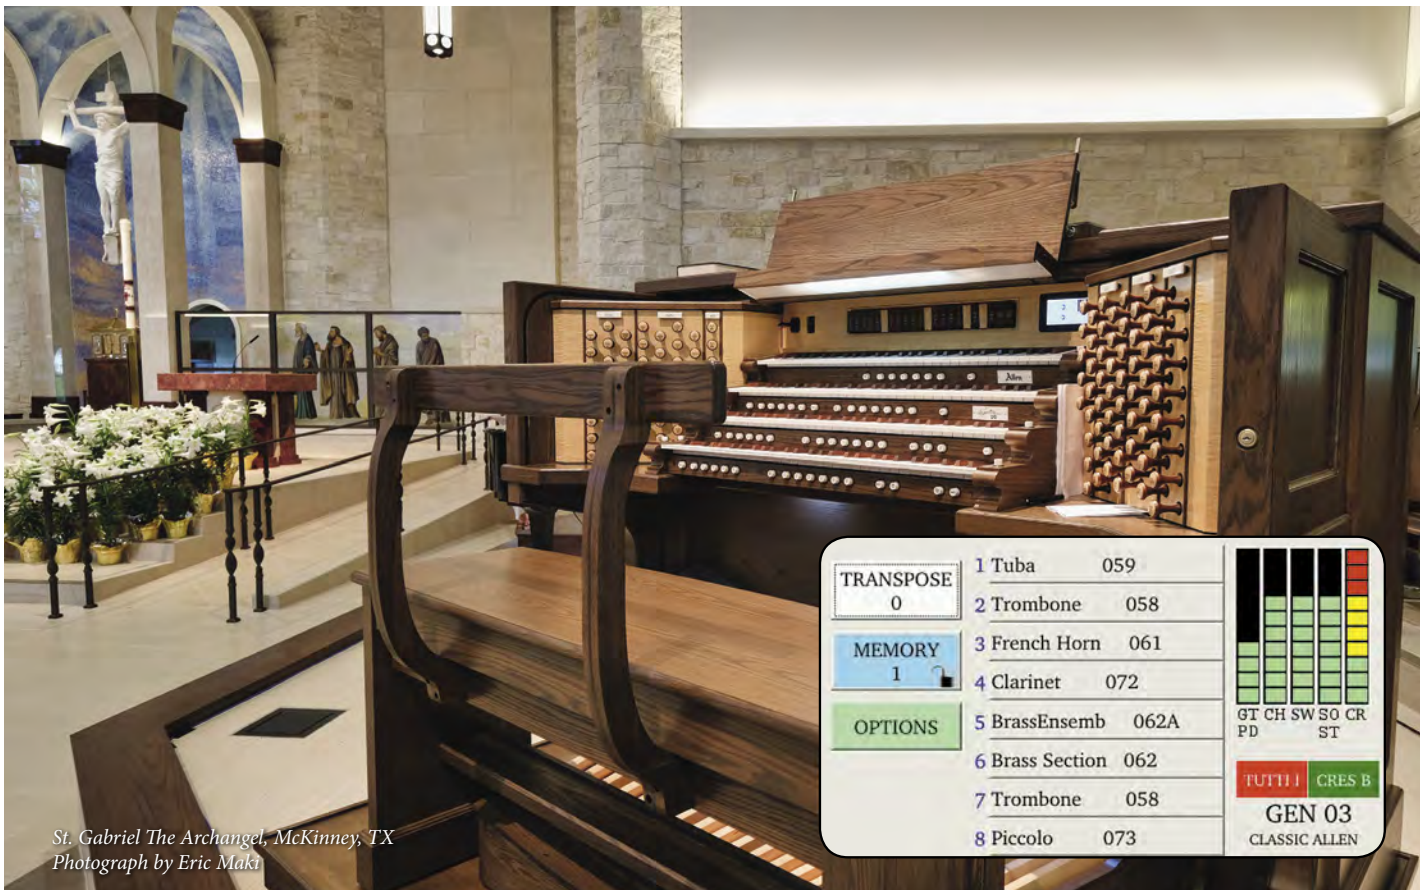 Allen
TRANSPOSE
0
MEMORY
1
OPTIONS
1 Tuba 059
2 Trombone 058
3 French Horn 061
4 Clarinet 072
5 BrassEnsemb 062A
6 Brass Section 062
7 Trombone 058
8 Piccolo 073
GT CH SW SO CR
PD ST
TUTTI I CRES B
GEN 03
CLASSIC ALLEN
St. Gabriel The Archangel, McKinney, TX
Photograph by Eric Maki